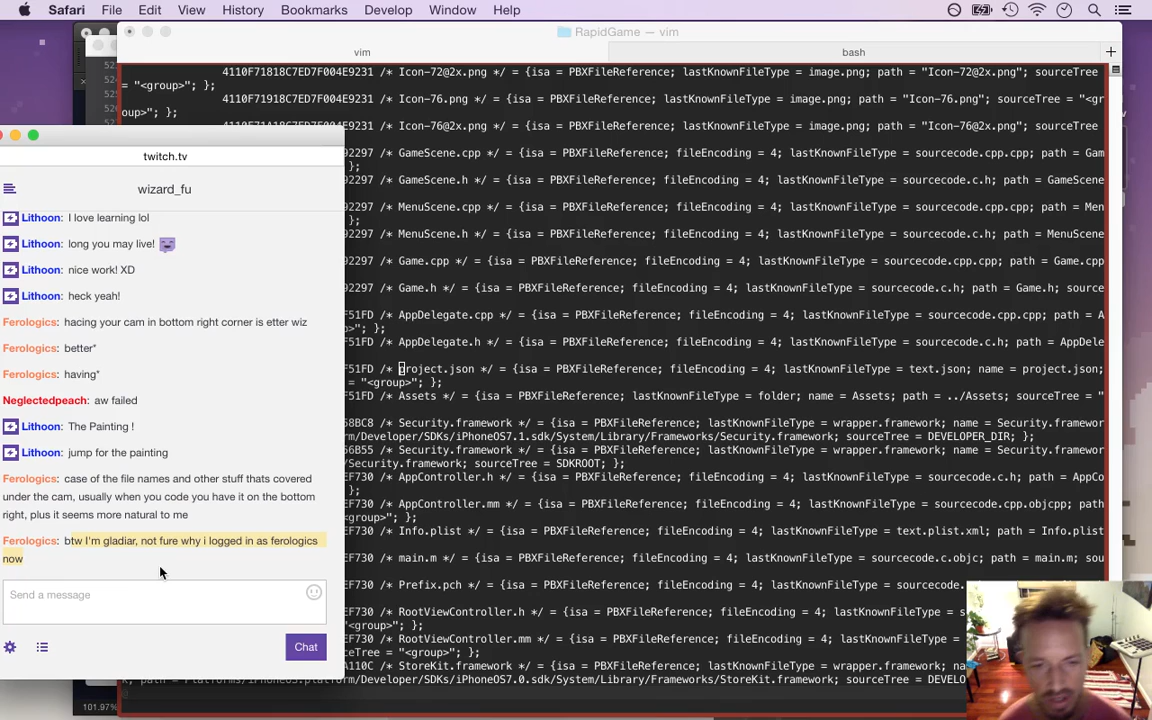 Safari File Edit View History Bookmarks Develop Window Help
RapidGame — vim
vim bash +
4110F71818C7ED7F004E9231 /* Icon-72@2x.png */ = {isa = PBXFileReference; lastKnownFileType = image.png; path = "Icon-72@2x.png"; sourceTree
= "<group>"; };
4110F71918C7ED7F004E9231 /* Icon-76.png */ = {isa = PBXFileReference; lastKnownFileType = image.png; path = "Icon-76.png"; sourceTree = "<gr
oup>"; };
4110F71A18C7ED7F004E9231 /* Icon-76@2x.png */ = {isa = PBXFileReference; lastKnownFileType = image.png; path = "Icon-76@2x.png"; sourceTree
92297 /* GameScene.cpp */ = {isa = PBXFileReference; fileEncoding = 4; lastKnownFileType = sourcecode.cpp.cpp; path = Gam
};
92297 /* GameScene.h */ = {isa = PBXFileReference; fileEncoding = 4; lastKnownFileType = sourcecode.c.h; path = GameScene
92297 /* MenuScene.cpp */ = {isa = PBXFileReference; fileEncoding = 4; lastKnownFileType = sourcecode.cpp.cpp; path = Men
};
92297 /* MenuScene.h */ = {isa = PBXFileReference; fileEncoding = 4; lastKnownFileType = sourcecode.c.h; path = MenuScene
92297 /* Game.cpp */ = {isa = PBXFileReference; fileEncoding = 4; lastKnownFileType = sourcecode.cpp.cpp; path = Game.cpp
92297 /* Game.h */ = {isa = PBXFileReference; fileEncoding = 4; lastKnownFileType = sourcecode.c.h; path = Game.h; source
F51FD /* AppDelegate.cpp */ = {isa = PBXFileReference; fileEncoding = 4; lastKnownFileType = sourcecode.cpp.cpp; path = A
>"; };
F51FD /* AppDelegate.h */ = {isa = PBXFileReference; fileEncoding = 4; lastKnownFileType = sourcecode.c.h; path = AppDele
F51FD /* project.json */ = {isa = PBXFileReference; fileEncoding = 4; lastKnownFileType = text.json; name = project.json;
= "<group>"; };
F51FD /* Assets */ = {isa = PBXFileReference; lastKnownFileType = folder; name = Assets; path = ../Assets; sourceTree = "
68BC8 /* Security.framework */ = {isa = PBXFileReference; lastKnownFileType = wrapper.framework; name = Security.framewor
rm/Developer/SDKs/iPhoneOS7.1.sdk/System/Library/Frameworks/Security.framework; sourceTree = DEVELOPER_DIR; };
56B55 /* Security.framework */ = {isa = PBXFileReference; lastKnownFileType = wrapper.framework; name = Security.framewor
Security.framework; sourceTree = SDKROOT; };
EF730 /* AppController.h */ = {isa = PBXFileReference; fileEncoding = 4; lastKnownFileType = sourcecode.c.h; path = AppCo
>"; };
EF730 /* AppController.mm */ = {isa = PBXFileReference; fileEncoding = 4; lastKnownFileType = sourcecode.cpp.objcpp; path
<group>"; };
EF730 /* Info.plist */ = {isa = PBXFileReference; fileEncoding = 4; lastKnownFileType = text.plist.xml; path = Info.plist
EF730 /* main.m */ = {isa = PBXFileReference; fileEncoding = 4; lastKnownFileType = sourcecode.c.objc; path = main.m; sou
EF730 /* Prefix.pch */ = {isa = PBXFileReference; fileEncoding = 4; lastKnownFileType = sourcecode.
EF730 /* RootViewController.h */ = {isa = PBXFileReference; fileEncoding = 4; lastKnownFileType = s
"<group>"; };
EF730 /* RootViewController.mm */ = {isa = PBXFileReference; fileEncoding = 4; lastKnownFileType =
ceTree = "<group>"; };
A110C /* StoreKit.framework */ = {isa = PBXFileReference; lastKnownFileType = wrapper.framework; na
k; path = Platforms/iPhoneOS.platform/Developer/SDKs/iPhoneOS7.0.sdk/System/Library/Frameworks/StoreKit.framework; sourceTree = DEVELO
101.97%
twitch.tv
wizard_fu
Lithoon: I love learning lol
Lithoon: long you may live!
Lithoon: nice work! XD
Lithoon: heck yeah!
Ferologics: hacing your cam in bottom right corner is etter wiz
Ferologics: better*
Ferologics: having*
Neglectedpeach: aw failed
Lithoon: The Painting !
Lithoon: jump for the painting
Ferologics: case of the file names and other stuff thats covered
under the cam, usually when you code you have it on the bottom
right, plus it seems more natural to me
Ferologics: btw I'm gladiar, not fure why i logged in as ferologics
now
Send a message
Chat